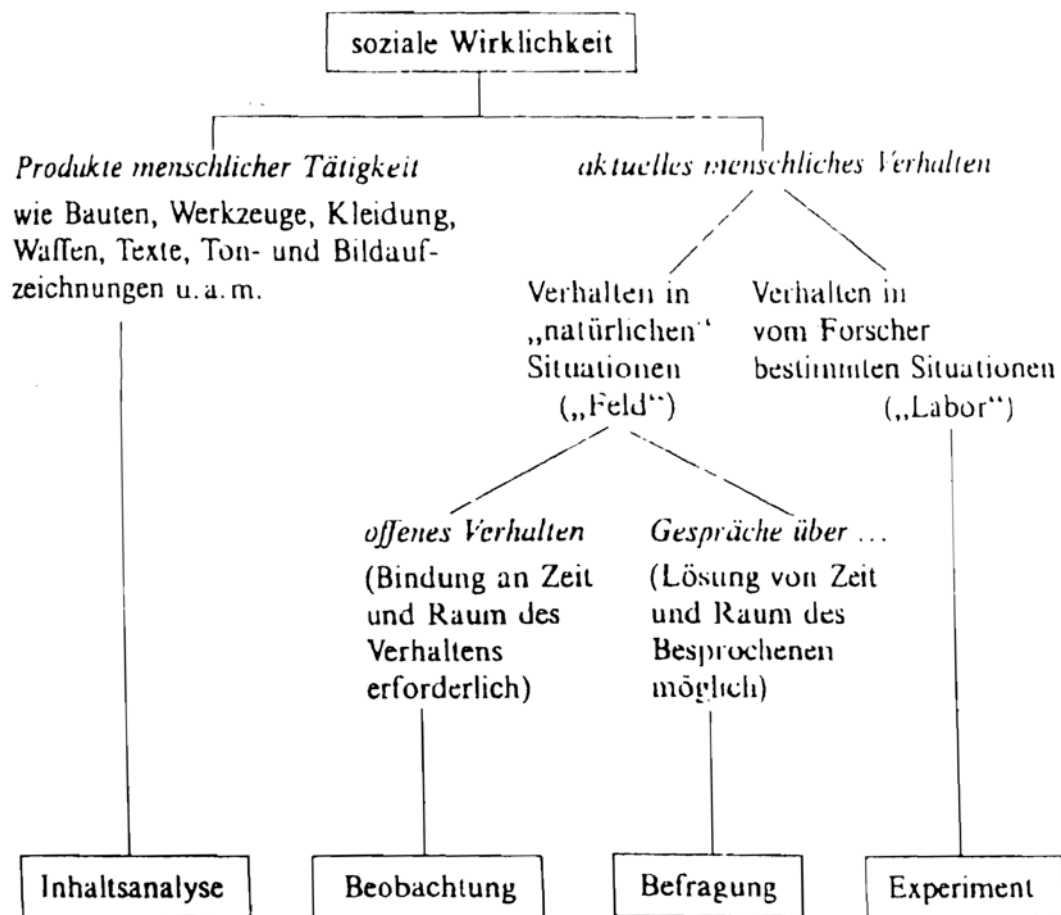 soziale Wirklichkeit
Produkte menschlicher Tätigkeit
wie Bauten, Werkzeuge, Kleidung,
Waffen, Texte, Ton- und Bildauf-
zeichnungen u. a. m.
aktuelles menschliches Verhalten
Verhalten in
„natürlichen“
Situationen
(„Feld“)
Verhalten in
vom Forscher
bestimmten Situationen
(„Labor“)
offenes Verhalten
(Bindung an Zeit
und Raum des
Verhaltens
erforderlich)
Gespräche über ...
(Lösung von Zeit
und Raum des
Besprochenen
möglich)
Inhaltsanalyse
Beobachtung
Befragung
Experiment